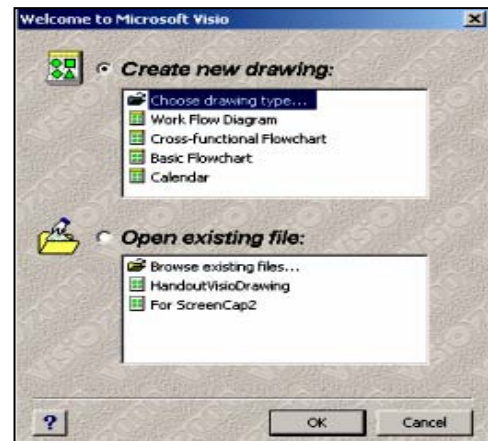 Welcome to Microsoft Visio
Create new drawing:
Choose drawing type...
Work Flow Diagram
Cross-functional Flowchart
Basic Flowchart
Calendar
Open existing file:
Browse existing files...
HandoutVisioDrawing
For ScreenCap2
?
OK
Cancel